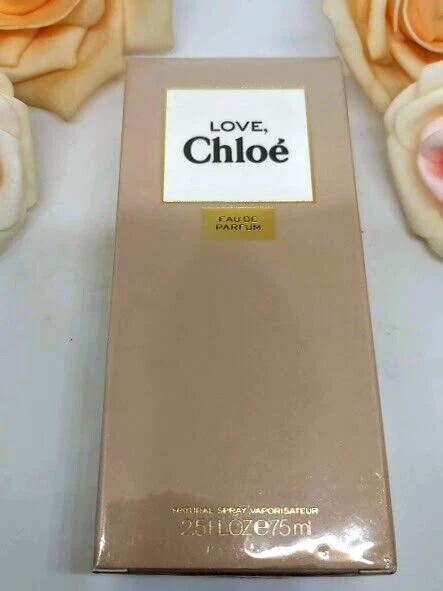 LOVE,
Chloé
EAU DE
PARFUM
NATURAL SPRAY VAPORISATEUR
2.5 FL.OZ e 75 ml